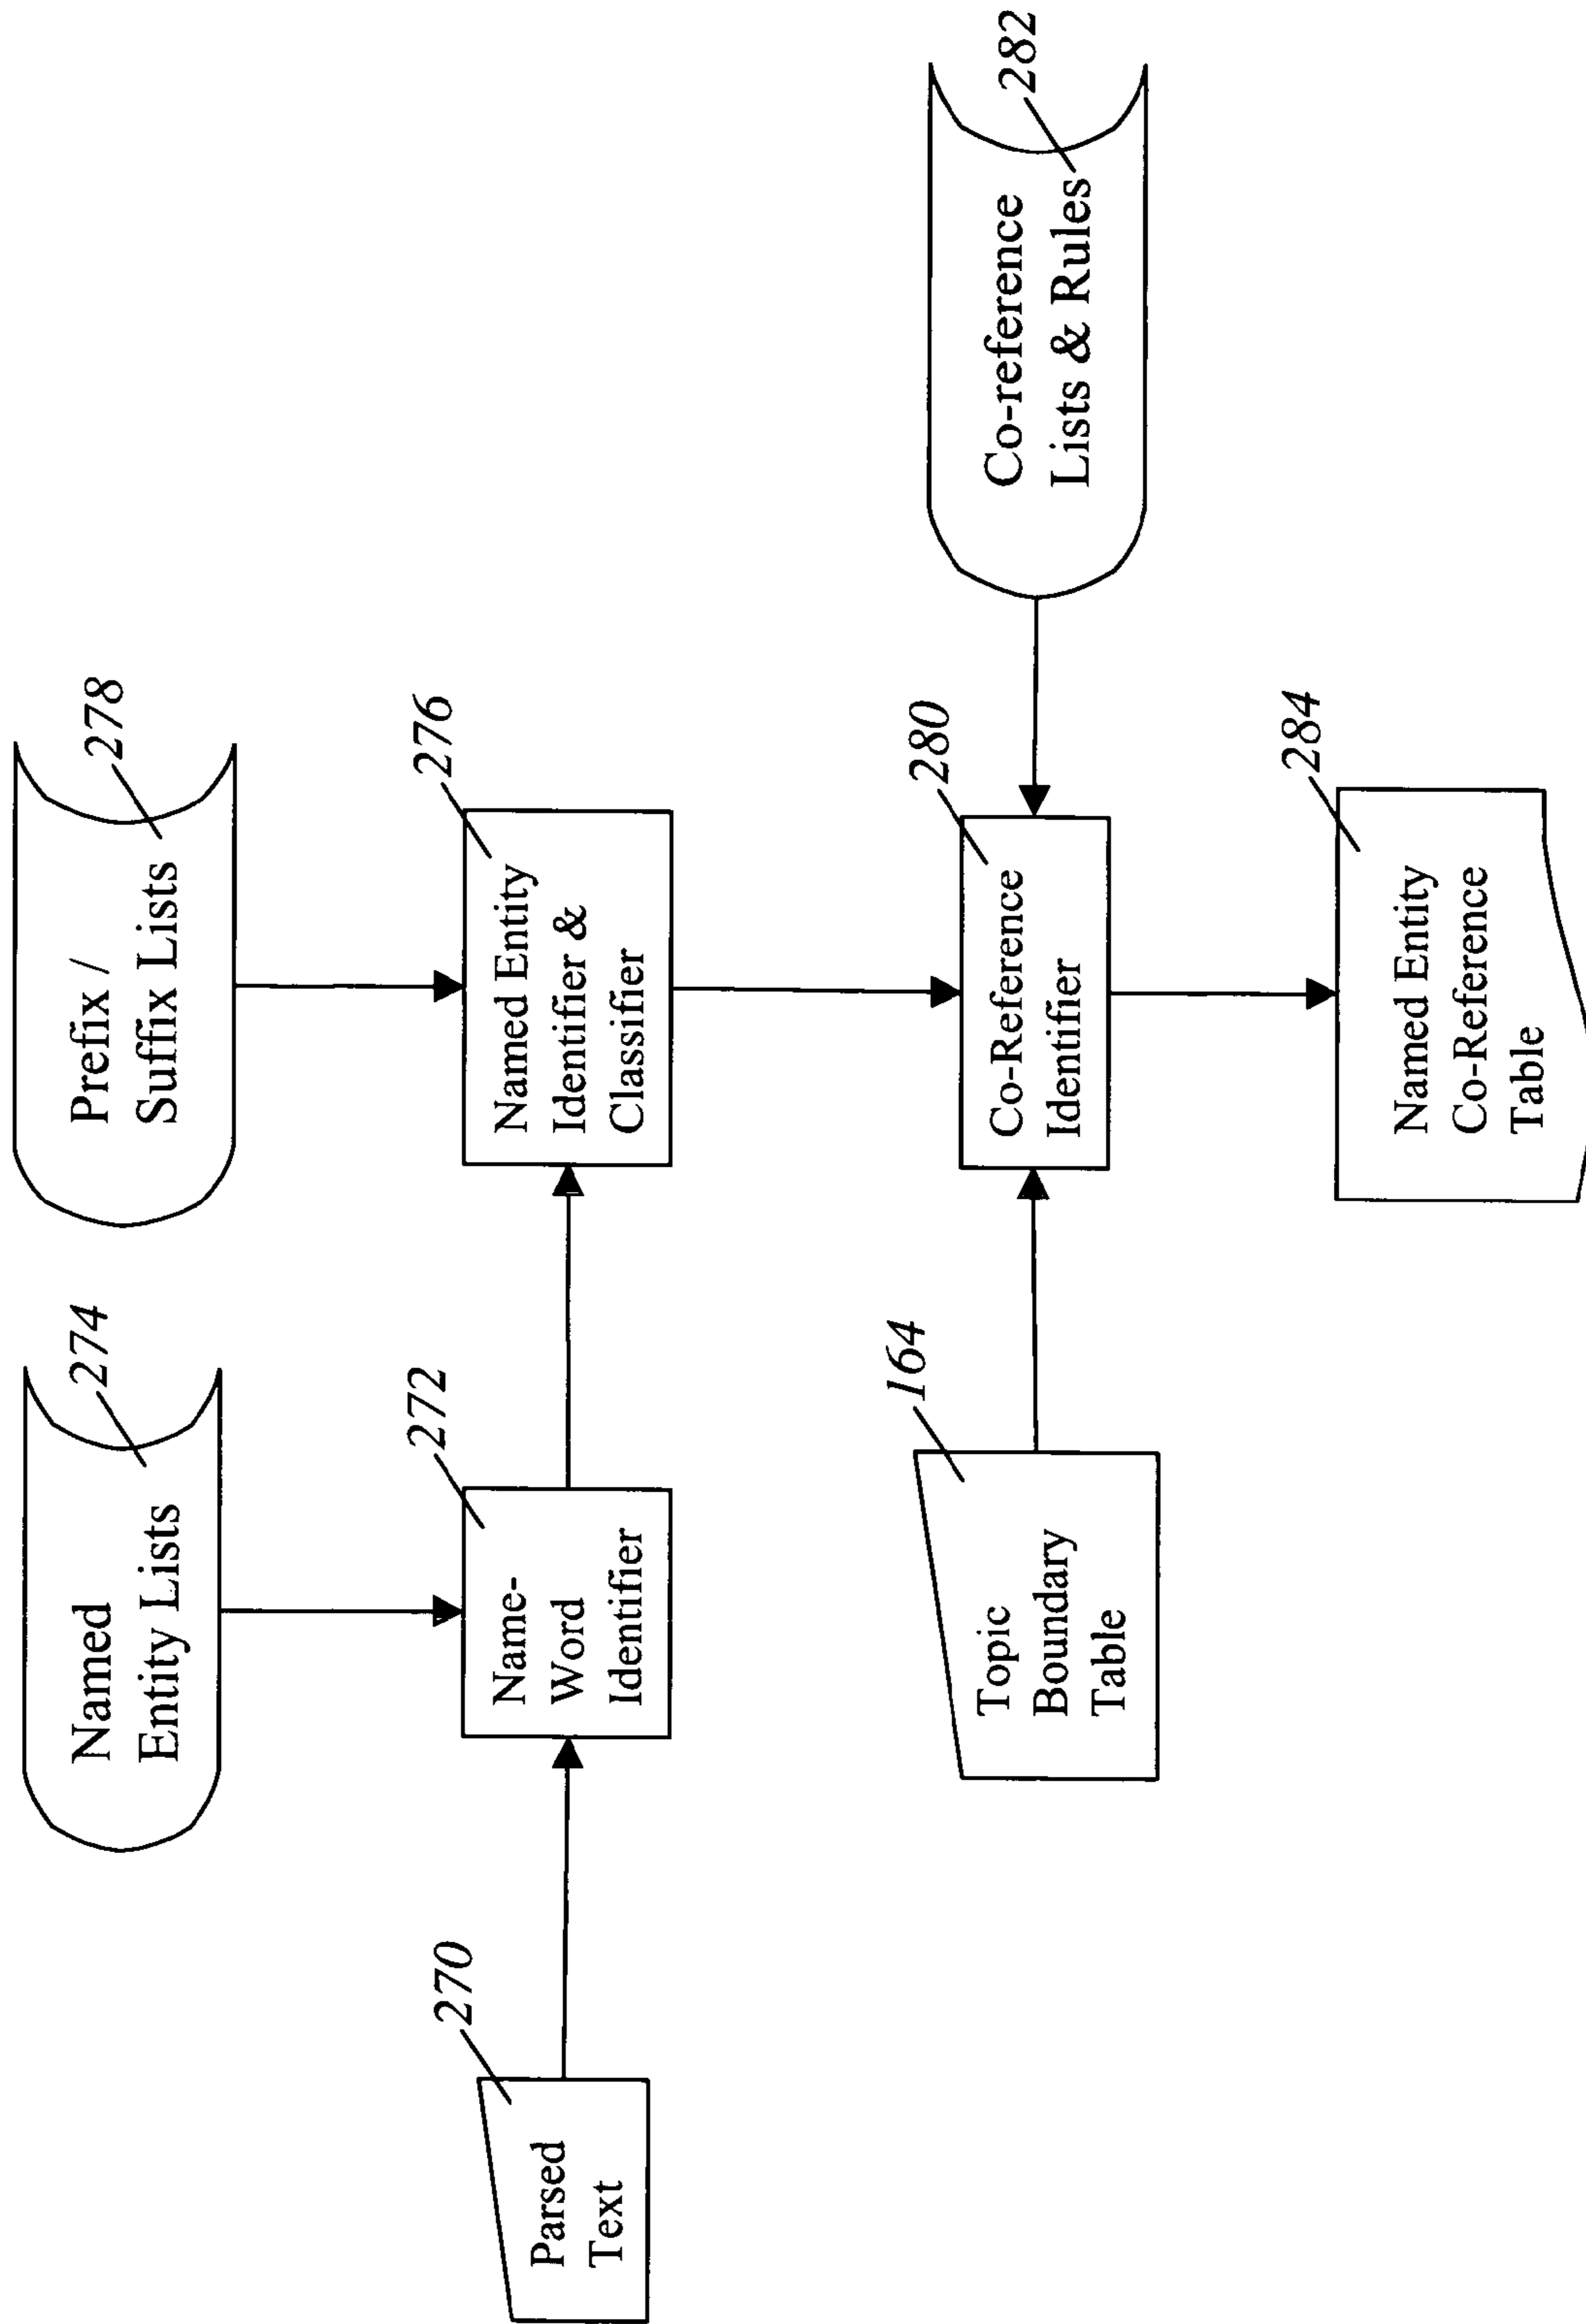 Named
Entity Lists
274
Prefix /
Suffix Lists
278
Parsed
Text
270
Name-
Word
Identifier
272
Named Entity
Identifier &
Classifier
276
Topic
Boundary
Table
164
Co-Reference
Identifier
280
Co-reference
Lists & Rules
282
Named Entity
Co-Reference
Table
284